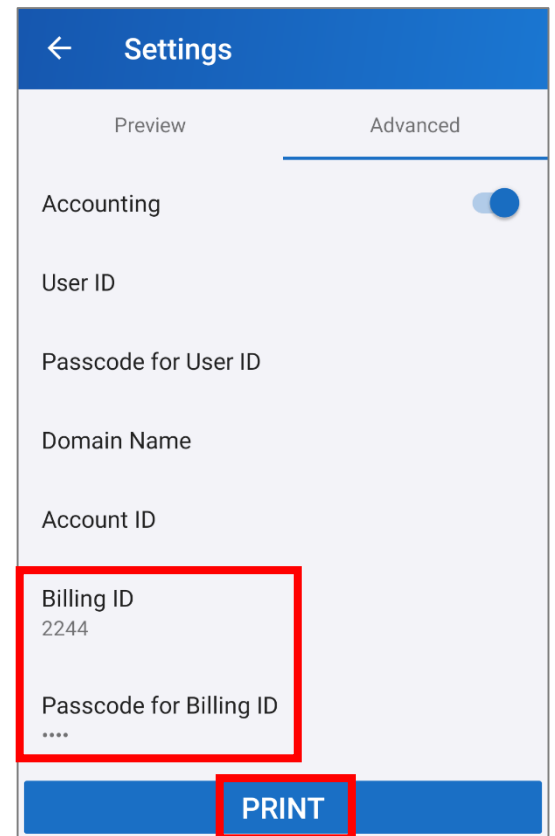 Settings
Preview Advanced
Accounting
User ID
Passcode for User ID
Domain Name
Account ID
Billing ID
2244
Passcode for Billing ID
••••
PRINT